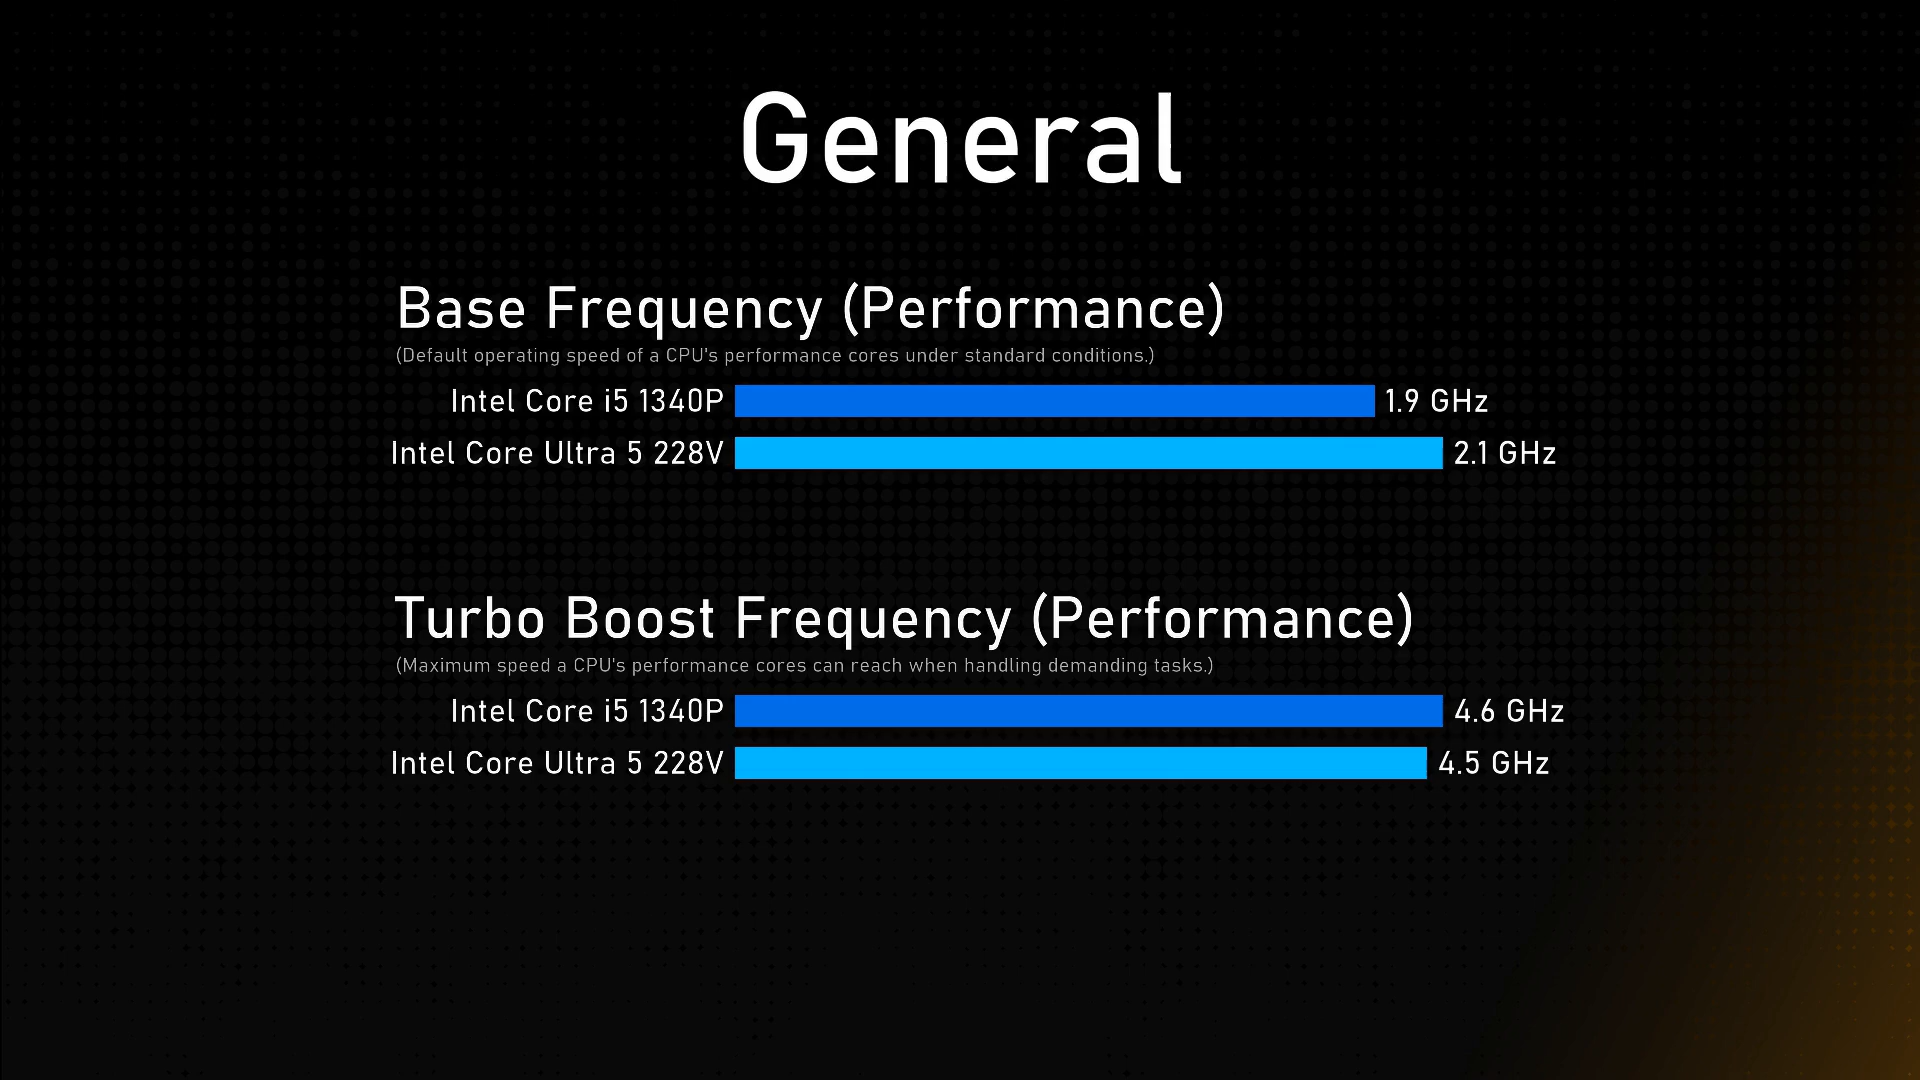 General
Base Frequency (Performance)
(Default operating speed of a CPU's performance cores under standard conditions.)
Intel Core i5 1340P 1.9 GHz
Intel Core Ultra 5 228V 2.1 GHz
Turbo Boost Frequency (Performance)
(Maximum speed a CPU's performance cores can reach when handling demanding tasks.)
Intel Core i5 1340P 4.6 GHz
Intel Core Ultra 5 228V 4.5 GHz